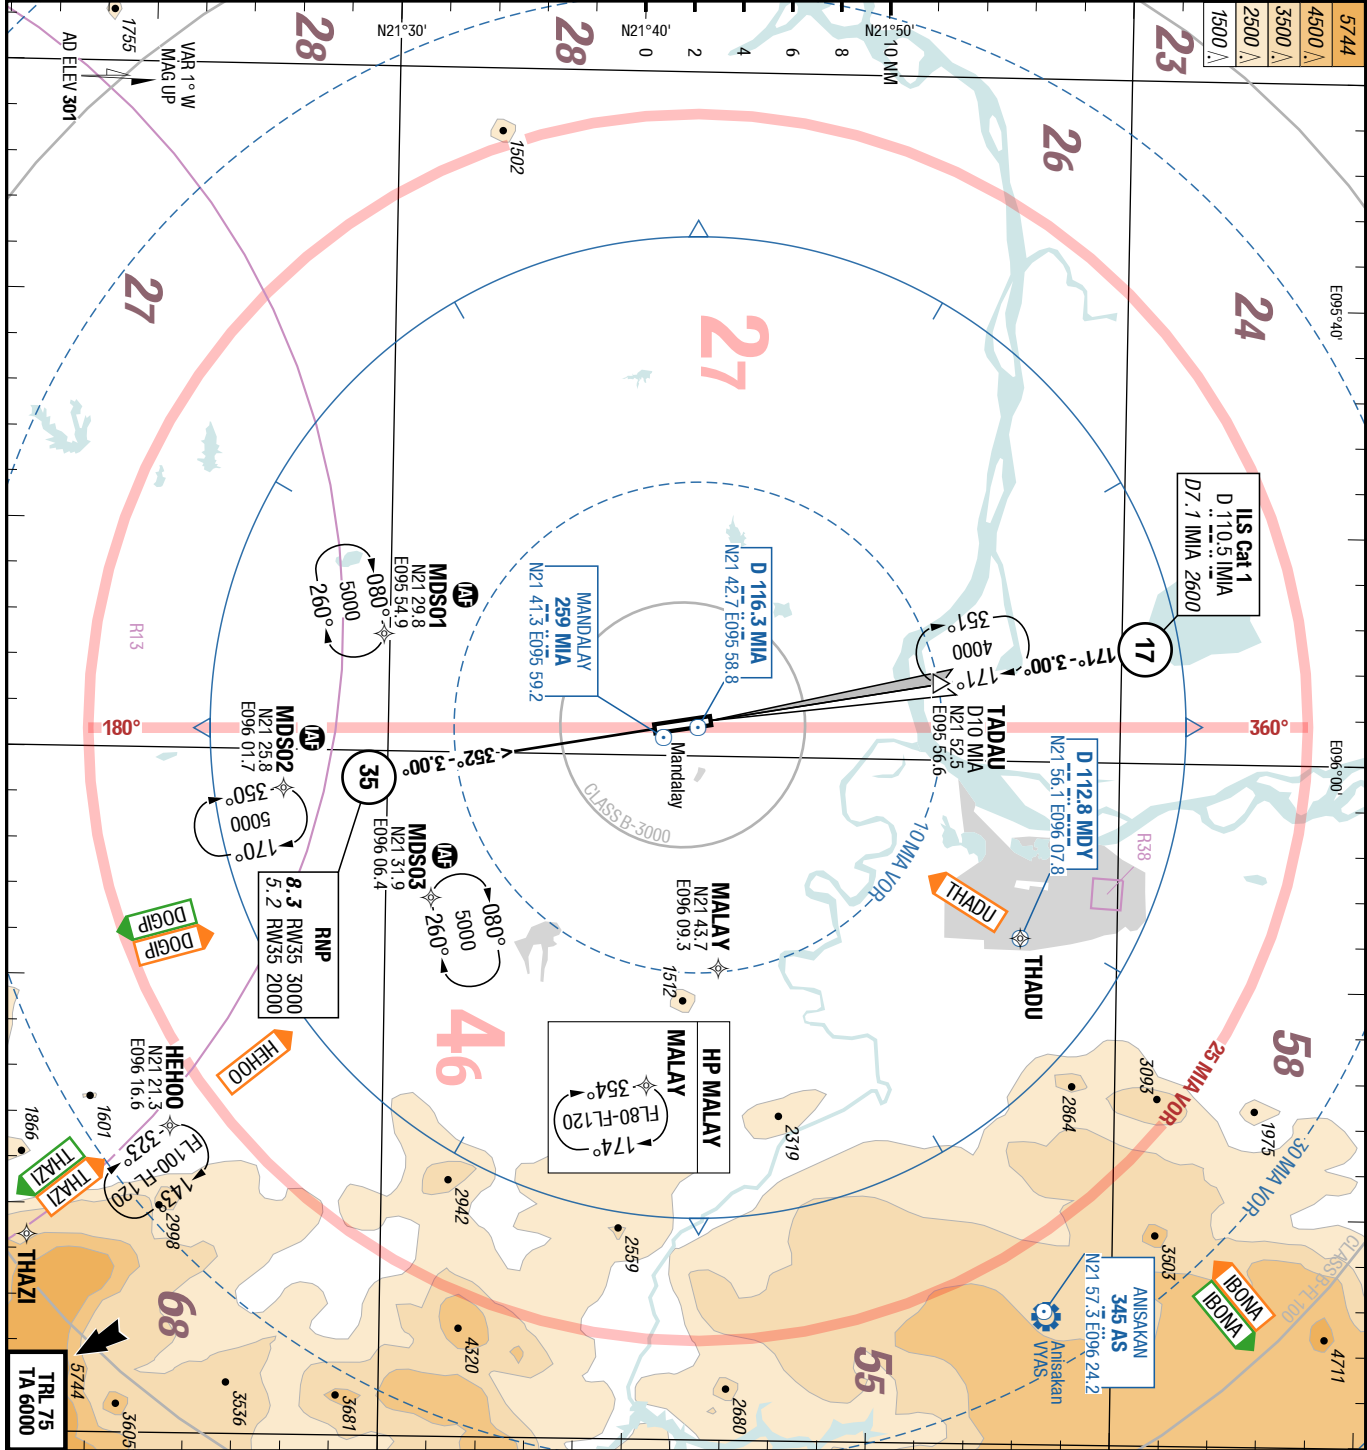 5744
4500
3500
2500
1500
23
26
24
58
55
68
28
28
27
27
46
N21°30'
N21°40'
N21°50'
0 2 4 6 8 10 NM
E095°40'
E096°00'
VAR 1° W
MAG UP
AD ELEV 301
1755
1502
ILS Cat 1
D 110.5 IMIA
D7.1 IMIA 2600
17
171°-3.00°
351°
4000
171°
TADAU
D10 MIA
N21 52.5
E095 56.6
D 116.3 MIA
N21 42.7 E095 58.8
MANDALAY
259 MIA
N21 41.3 E095 59.2
Mandalay
CLASS B-3000
10 MIA VOR
D 112.8 MDY
N21 56.1 E096 07.8
R38
THADU
THADU
360°
180°
25 MIA VOR
30 MIA VOR
CLASS B-FL 100
IAF
MDS01
N21 29.8
E095 54.9
080°
5000
260°
R13
IAF
MDS02
N21 25.8
E096 01.7
350°
5000
170°
35
352°-3.00°
IAF
MDS03
N21 31.9
E096 06.4
080°
5000
260°
RNP
8.3 RW35 3000
5.2 RW35 2000
MALAY
N21 43.7
E096 09.3
1512
HP MALAY
MALAY
354°
FL80-FL120
174°
DOGIP
DOGIP
HEHOO
HEHOO
N21 21.3
E096 16.6
323°
FL100-FL120
143°
THAZI
THAZI
THAZI
1601
1866
2998
2942
2559
2319
2864
3093
1975
3503
4711
4320
3536
3681
2680
3605
5744
IBONA
IBONA
ANISAKAN
345 AS
N21 57.3 E096 24.2
Anisakan
VYAS
TRL 75
TA 6000